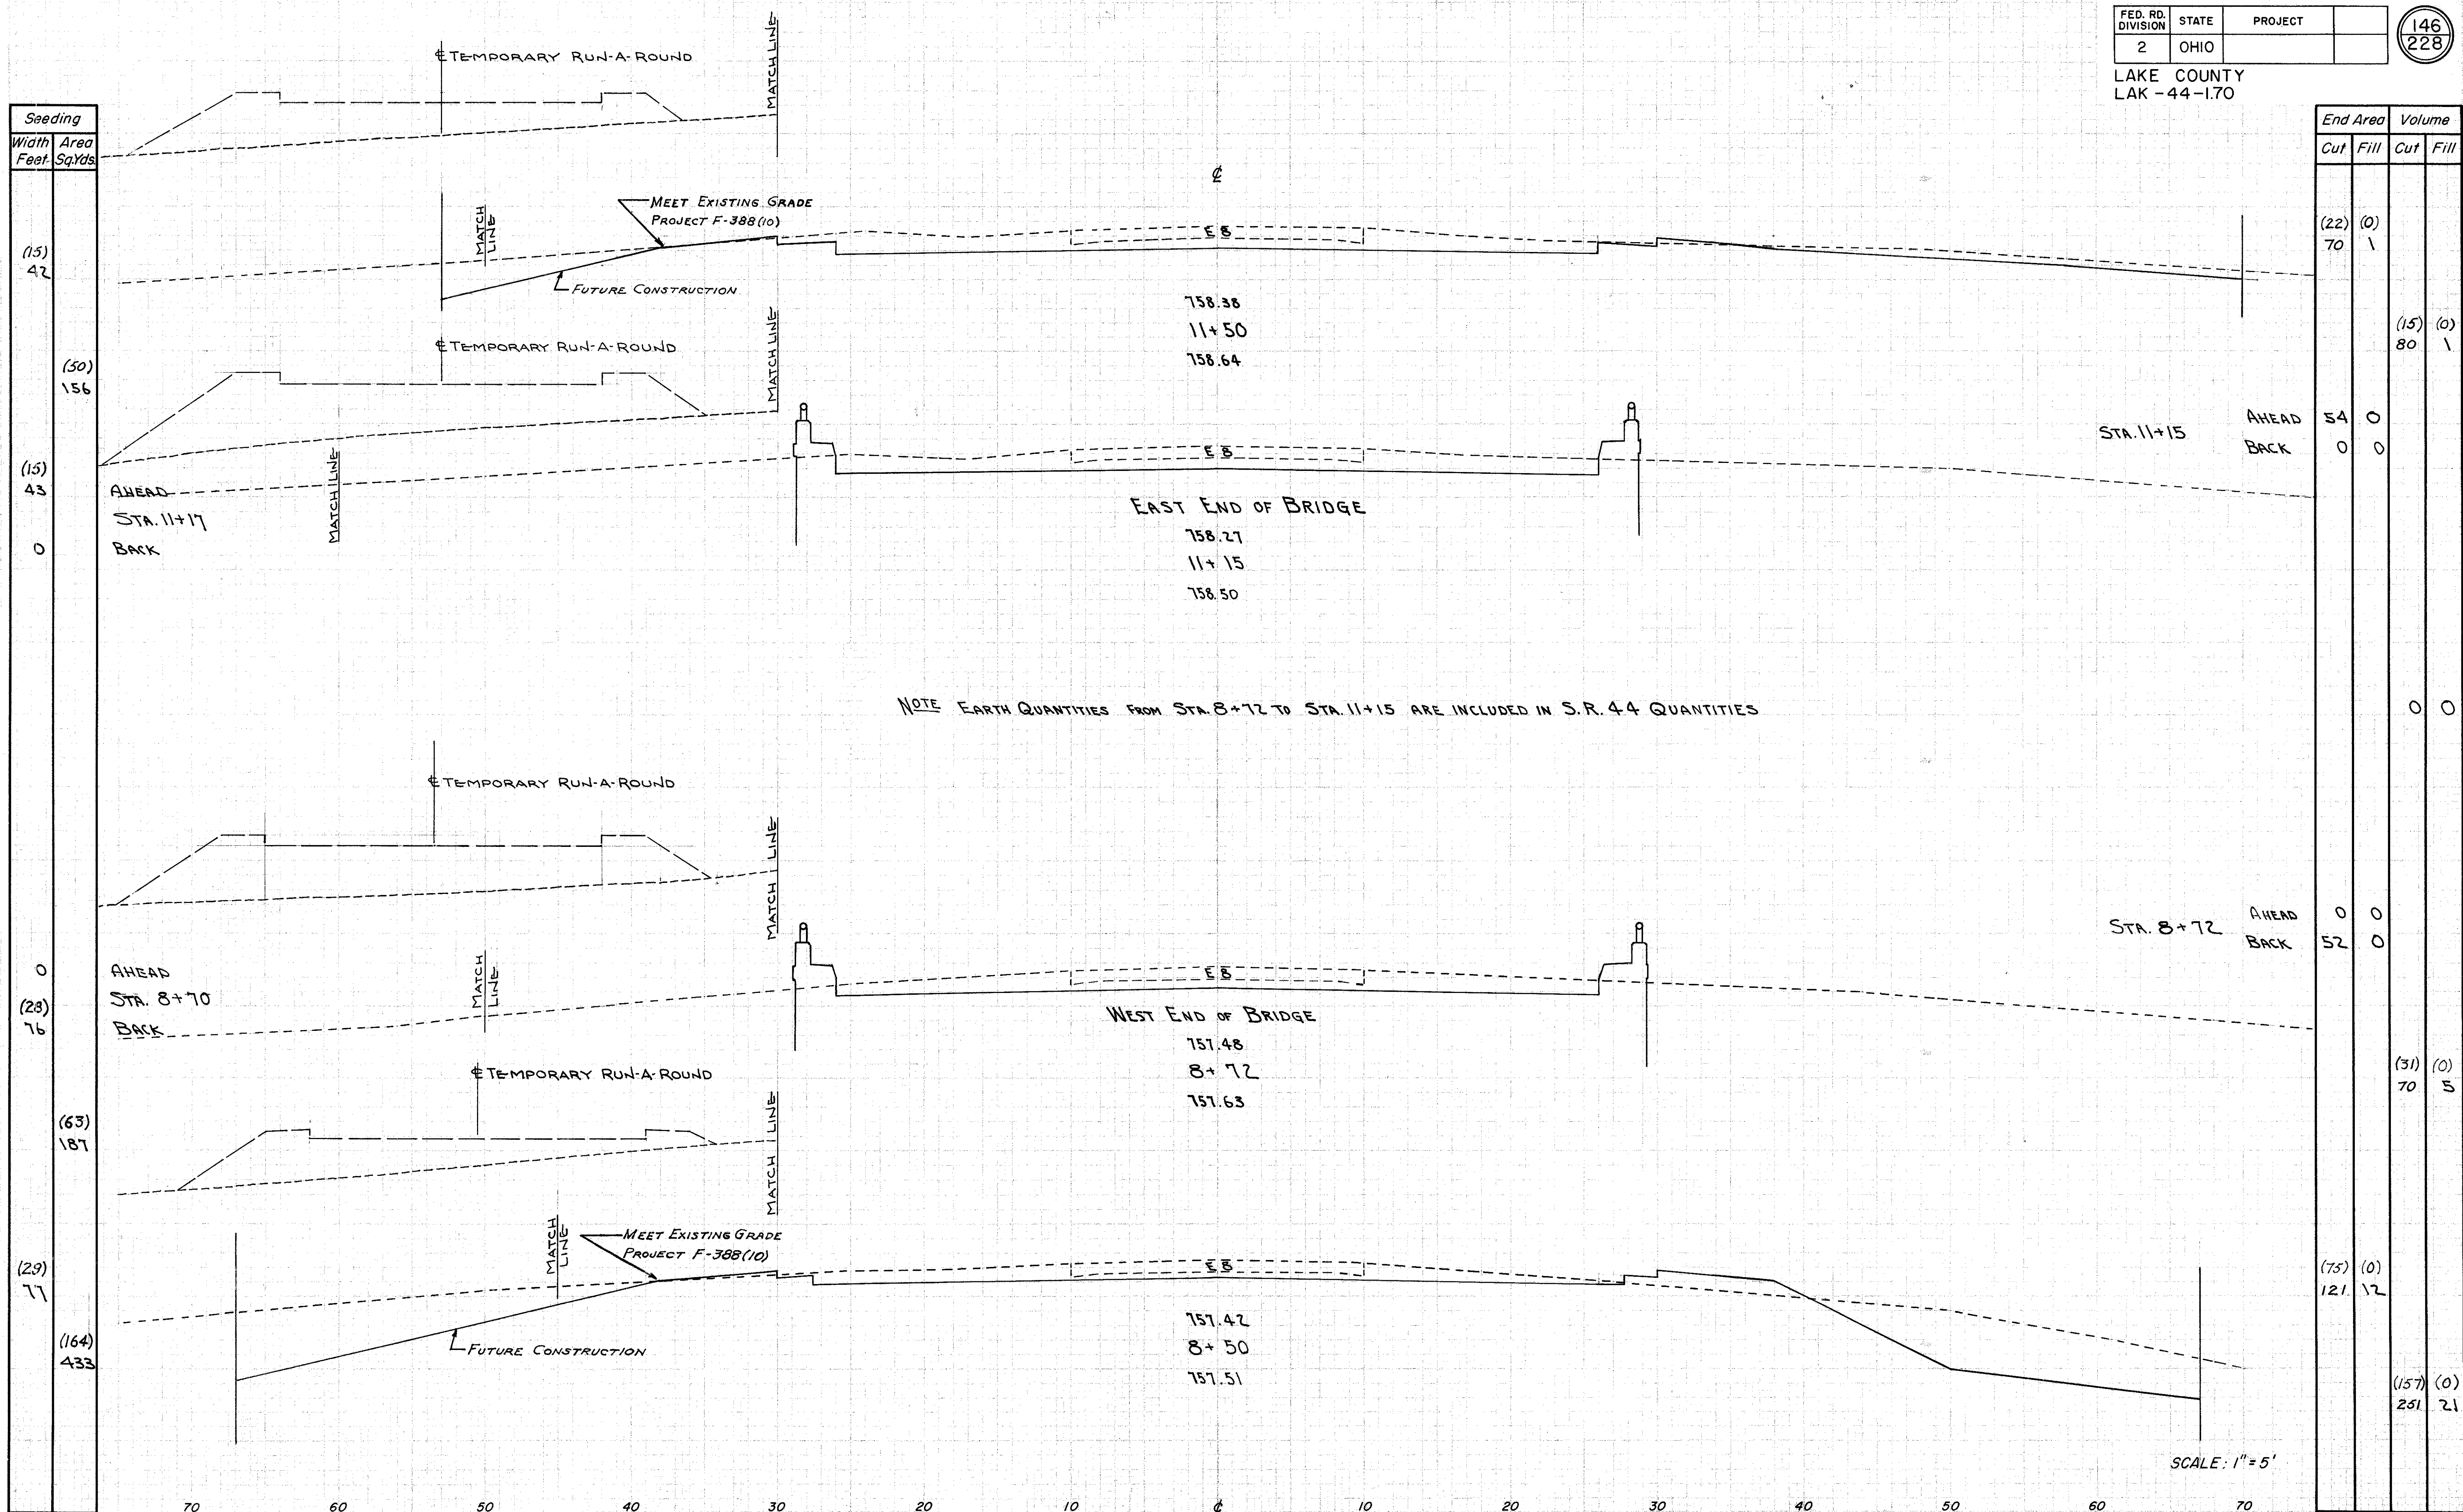 FED. RD. DIVISION STATE PROJECT
2 OHIO
146
228
LAKE COUNTY
LAK-44-1.70
Seeding
Width Feet Area Sq.Yds.
End Area Volume
Cut Fill Cut Fill
℄ TEMPORARY RUN-A-ROUND
MATCH LINE
℄
MEET EXISTING GRADE
PROJECT F-388(10)
MATCH LINE
E B
(15)
42
(22) (0)
70 1
FUTURE CONSTRUCTION
758.38
11+50
758.64
(15) (0)
80 1
℄ TEMPORARY RUN-A-ROUND
MATCH LINE
(50)
156
STA. 11+15
AHEAD 54 0
BACK 0 0
E B
(15)
43
AHEAD
STA. 11+17
0
BACK
MATCH LINE
EAST END OF BRIDGE
758.27
11+15
758.50
NOTE EARTH QUANTITIES FROM STA. 8+72 TO STA. 11+15 ARE INCLUDED IN S.R. 44 QUANTITIES
0 0
℄ TEMPORARY RUN-A-ROUND
MATCH LINE
MATCH LINE
STA. 8+72
AHEAD 0 0
BACK 52 0
0
AHEAD
STA. 8+70
(28)
76
BACK
MATCH LINE
E B
WEST END OF BRIDGE
757.48
8+72
757.63
(31) (0)
70 5
℄ TEMPORARY RUN-A-ROUND
MATCH LINE
MATCH LINE
(63)
187
MEET EXISTING GRADE
PROJECT F-388(10)
MATCH LINE
E B
(29)
77
(75) (0)
121 12
757.42
8+50
757.51
FUTURE CONSTRUCTION
(164)
433
(157) (0)
251 21
SCALE: 1"=5'
70 60 50 40 30 20 10 ℄ 10 20 30 40 50 60 70